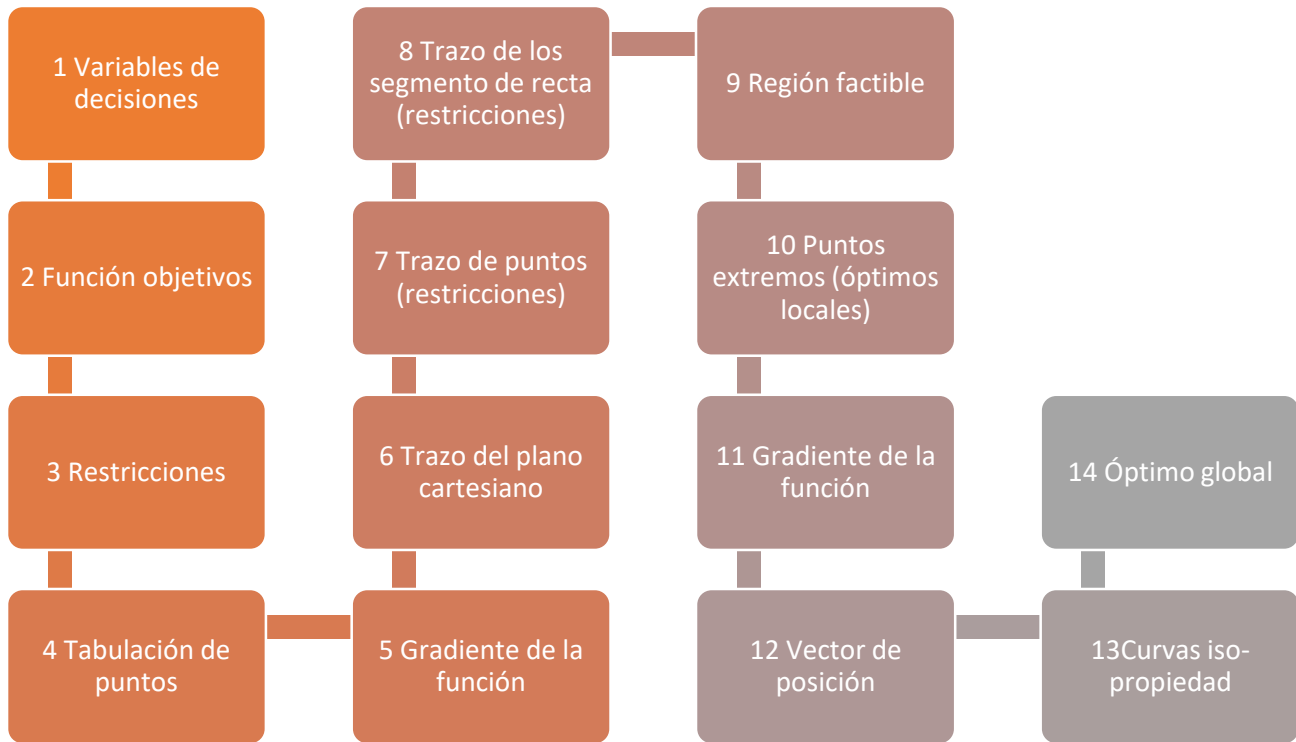 1 Variables de
decisiones
2 Función objetivos
3 Restricciones
4 Tabulación de
puntos
5 Gradiente de la
función
6 Trazo del plano
cartesiano
7 Trazo de puntos
(restricciones)
8 Trazo de los
segmento de recta
(restricciones)
9 Región factible
10 Puntos
extremos (óptimos
locales)
11 Gradiente de la
función
12 Vector de
posición
13Curvas iso-
propiedad
14 Óptimo global